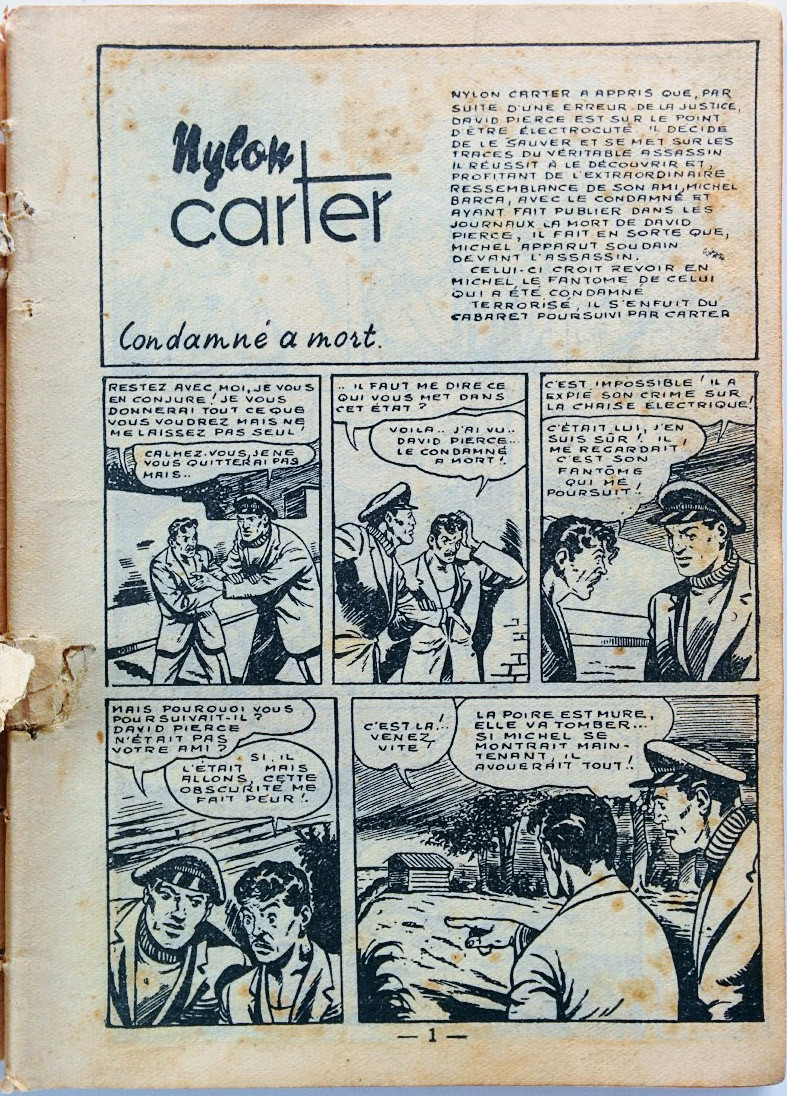 Nylon
carter
Condamné a mort.
NYLON CARTER A APPRIS QUE, PAR
SUITE D'UNE ERREUR DE LA JUSTICE,
DAVID PIERCE EST SUR LE POINT
D'ÊTRE ÉLECTROCUTÉ. IL DECIDE
DE LE SAUVER ET SE MET SUR LES
TRACES DU VÉRITABLE ASSASSIN
IL RÉUSSIT A LE DÉCOUVRIR ET,
PROFITANT DE L'EXTRAORDINAIRE
RESSEMBLANCE DE SON AMI, MICHEL
BARCA, AVEC LE CONDAMNÉ ET
AYANT FAIT PUBLIER DANS LES
JOURNAUX LA MORT DE DAVID
PIERCE, IL FAIT EN SORTE QUE,
MICHEL APPARUT SOUDAIN
DEVANT L'ASSASSIN.
CELUI-CI CROIT REVOIR EN
MICHEL LE FANTOME DE CELUI
QUI A ÉTÉ CONDAMNÉ
TERRORISÉ, IL S'ENFUIT DU
CABARET POURSUIVI PAR CARTER
RESTEZ AVEC MOI, JE VOUS
EN CONJURE! JE VOUS
DONNERAI TOUT CE QUE
VOUS VOUDREZ MAIS NE
ME LAISSEZ PAS SEUL!
CALMEZ-VOUS, JE NE
VOUS QUITTERAI PAS
MAIS..
.. IL FAUT ME DIRE CE
QUI VOUS MET DANS
CET ÉTAT?
VOILA.. J'AI VU..
DAVID PIERCE...
LE CONDAMNÉ
A MORT!.
C'EST IMPOSSIBLE! IL A
EXPIÉ SON CRIME SUR
LA CHAISE ÉLECTRIQUE!
C'ÉTAIT LUI, J'EN
SUIS SÛR! IL
ME REGARDAIT
C'EST SON
FANTÔME
QUI ME
POURSUIT!.
MAIS POURQUOI VOUS
POURSUIVAIT-IL?
DAVID PIERCE
N'ÉTAIT PAS
VOTRE AMI?
SI. IL
L'ÉTAIT MAIS
ALLONS, CETTE
OBSCURITÉ ME
FAIT PEUR!.
C'EST LA!..
VENEZ
VITE!
LA POIRE EST MURE,
ELLE VA TOMBER...
SI MICHEL SE
MONTRAIT MAIN-
TENANT, IL
AVOUERAIT TOUT!.
— 1 —